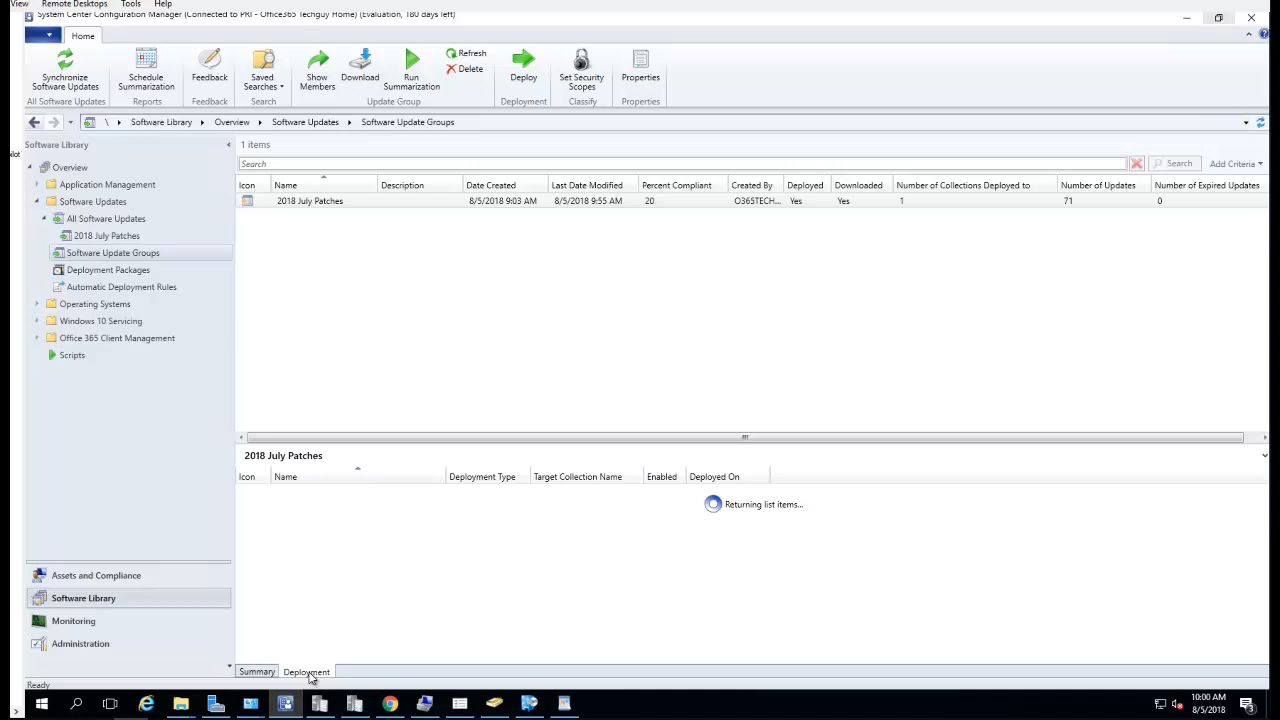 View Remote Desktops Tools Help
System Center Configuration Manager (Connected to PRI - Office365 Techguy Home) (Evaluation, 180 days left)
Home
Synchronize Software Updates
Schedule Summarization
Feedback
Saved Searches
Show Members
Download
Run Summarization
Refresh
Delete
Deploy
Set Security Scopes
Properties
All Software Updates Reports Feedback Search Update Group Deployment Classify Properties
\ Software Library Overview Software Updates Software Update Groups
Software Library
Overview
Application Management
Software Updates
All Software Updates
2018 July Patches
Software Update Groups
Deployment Packages
Automatic Deployment Rules
Operating Systems
Windows 10 Servicing
Office 365 Client Management
Scripts
Assets and Compliance
Software Library
Monitoring
Administration
1 items
Search Search Add Criteria
Icon Name Description Date Created Last Date Modified Percent Compliant Created By Deployed Downloaded Number of Collections Deployed to Number of Updates Number of Expired Updates
2018 July Patches 8/5/2018 9:03 AM 8/5/2018 9:55 AM 20 O365TECH... Yes Yes 1 71 0
2018 July Patches
Icon Name Deployment Type Target Collection Name Enabled Deployed On
Returning list items...
Summary Deployment
Ready
10:00 AM
8/5/2018